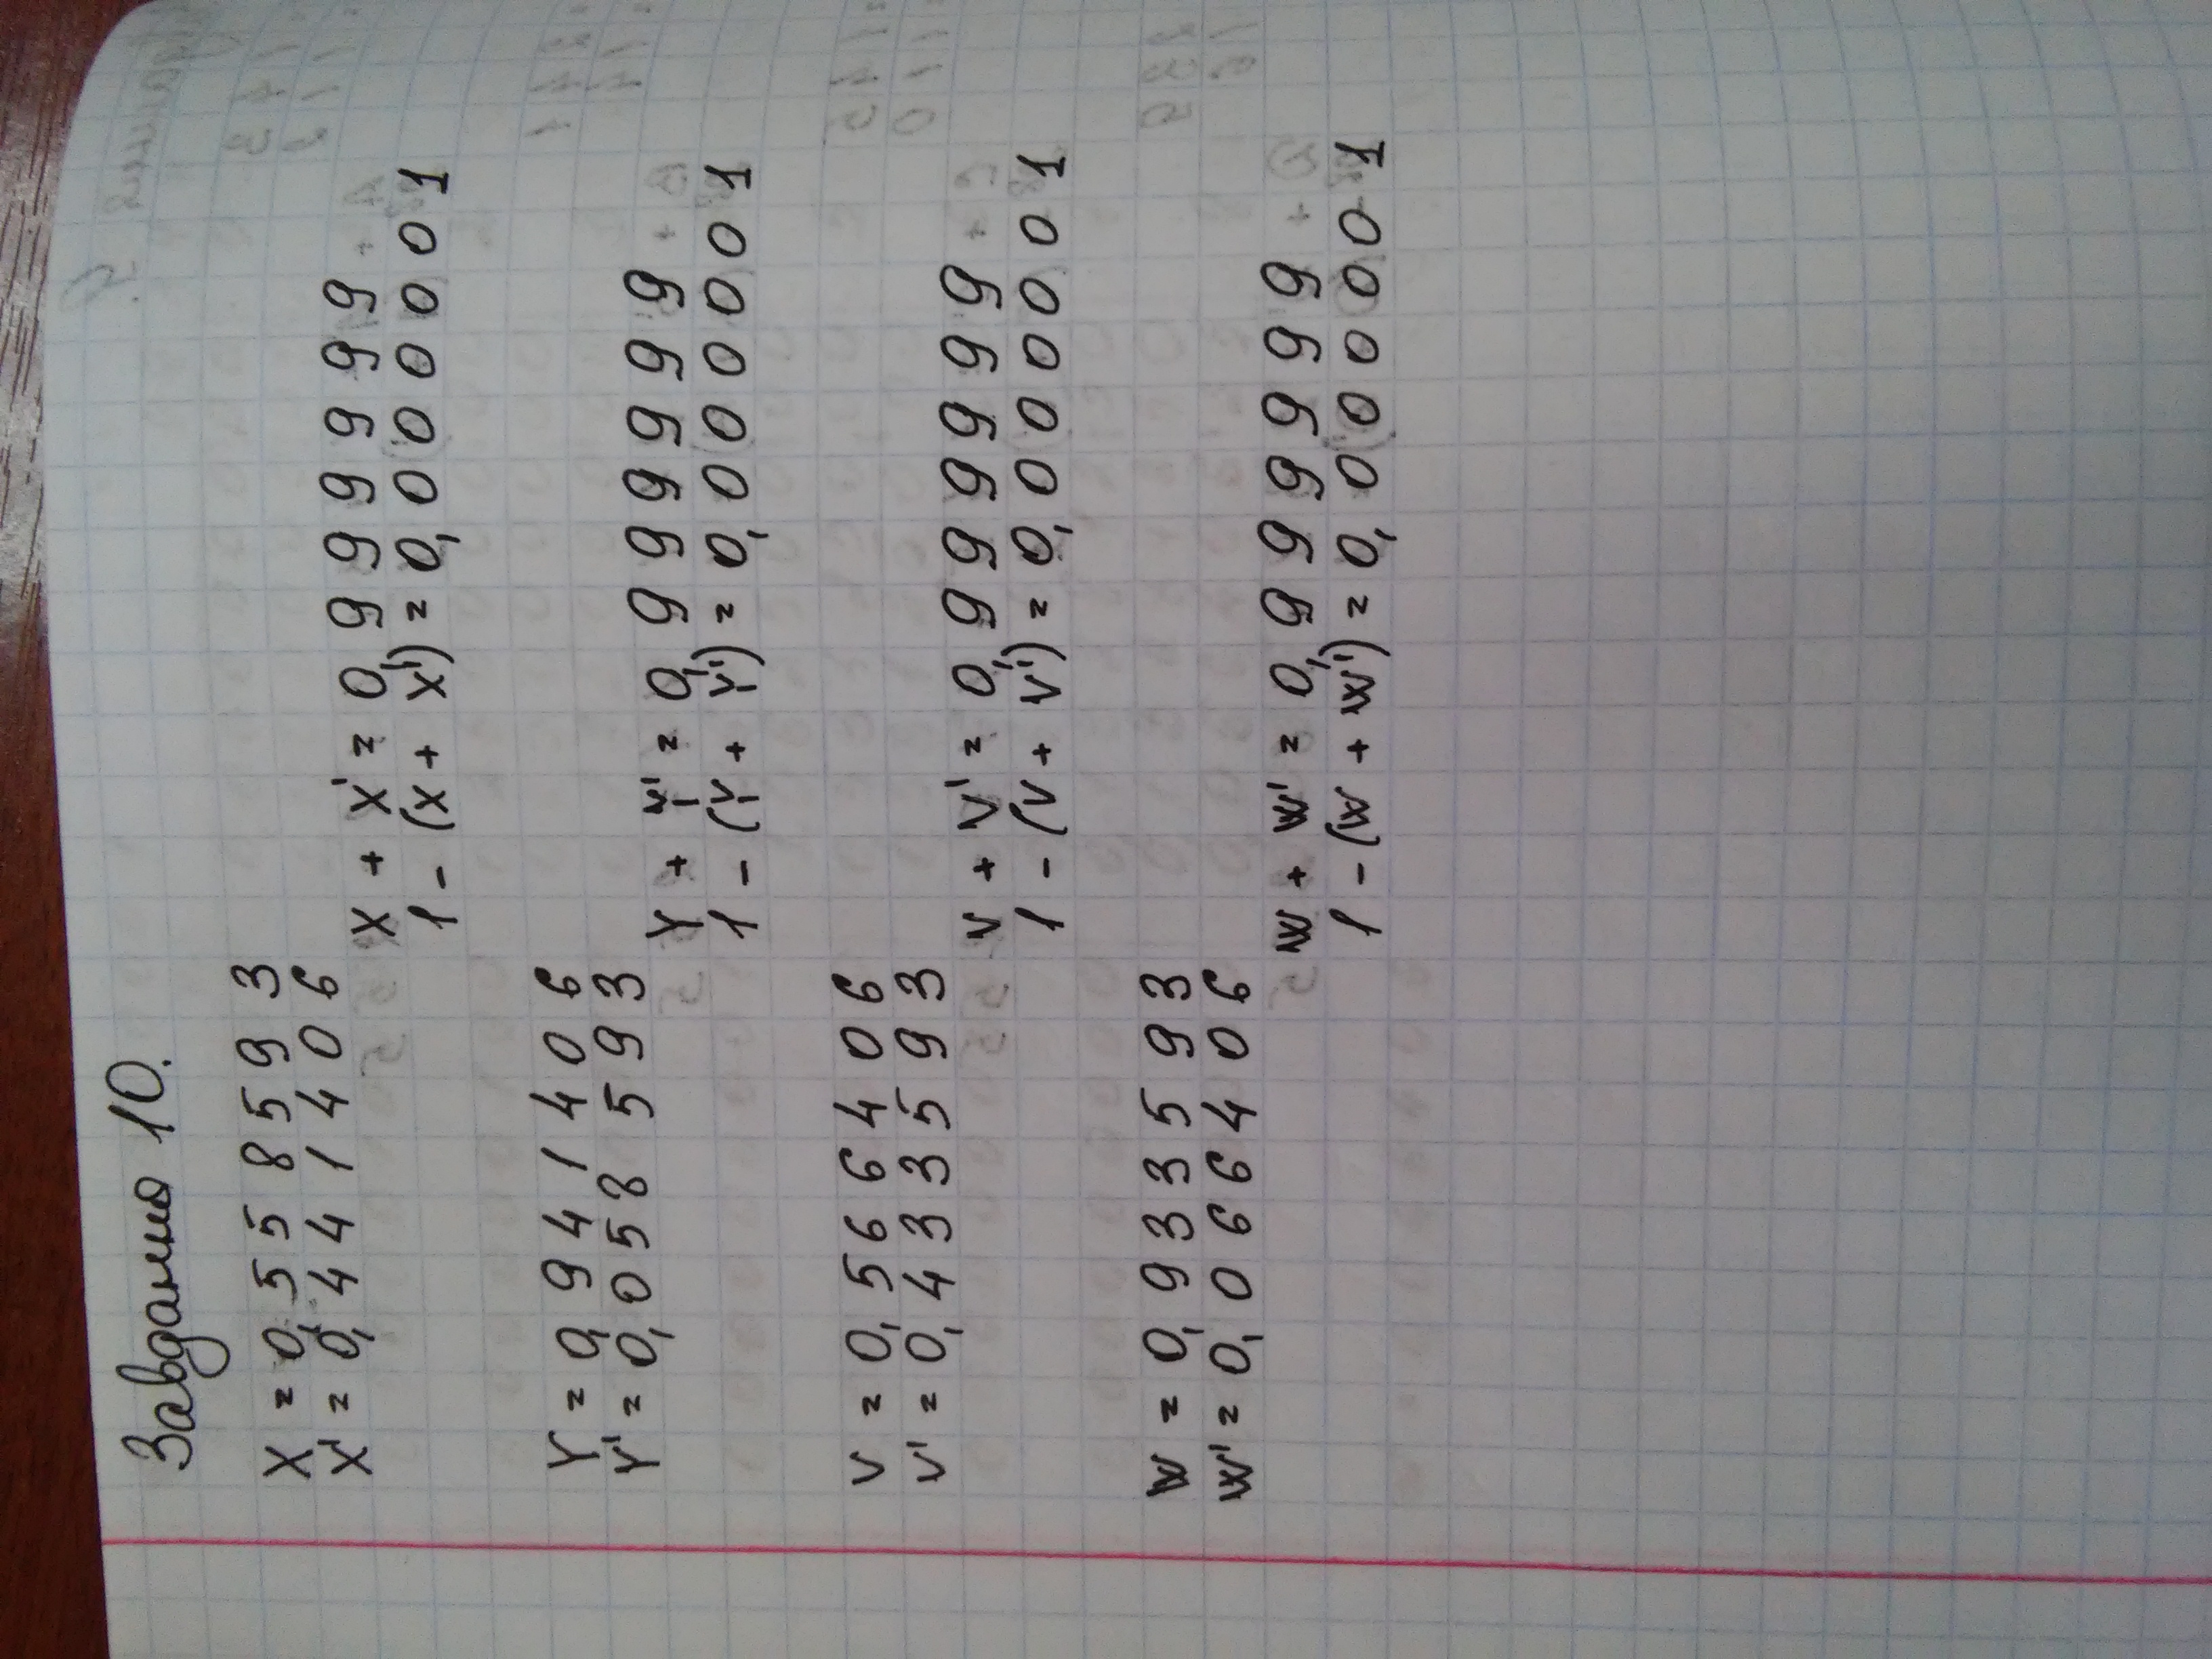 Завдання 10.
X = 0,558593
X' = 0,441406
X + X' = 0,999999
1 - (X + X') = 0,000001
Y = 0,941406
Y' = 0,058593
Y + Y' = 0,999999
1 - (Y + Y') = 0,000001
V = 0,566406
V' = 0,433593
V + V' = 0,999999
1 - (V + V') = 0,000001
W = 0,933593
W' = 0,066406
W + W' = 0,999999
1 - (W + W') = 0,000001